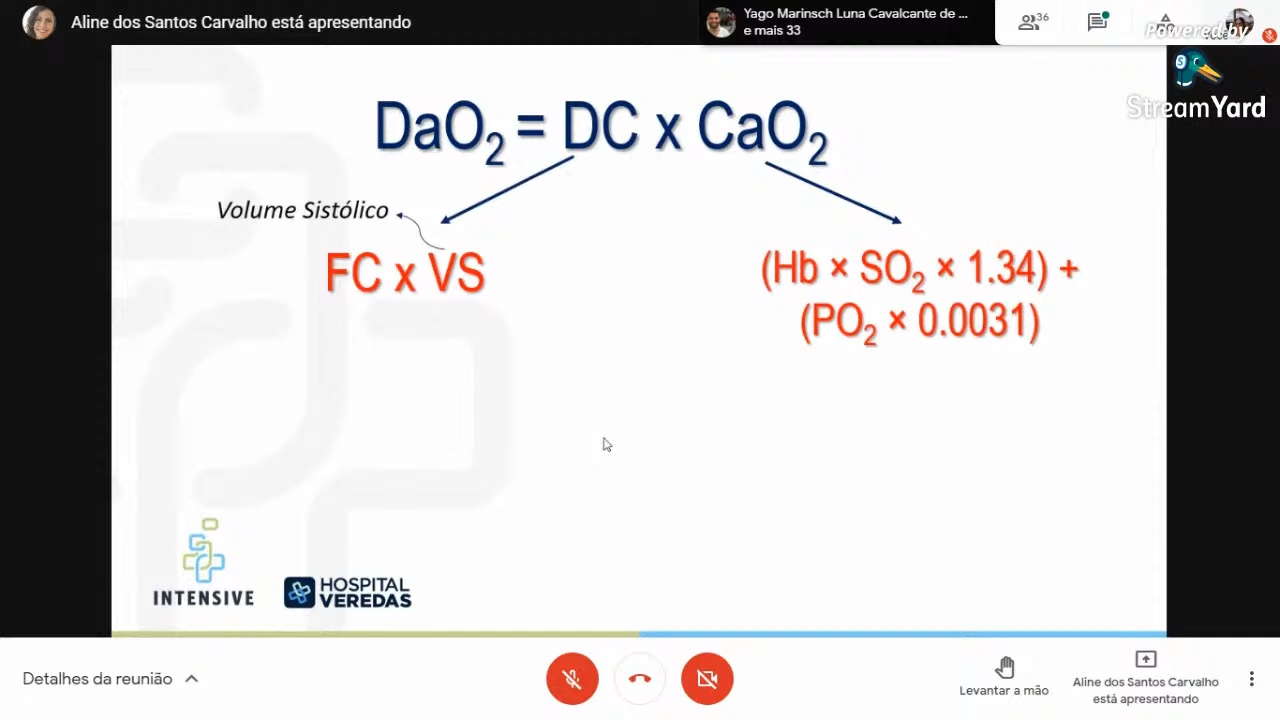 Aline dos Santos Carvalho está apresentando
Yago Marinsch Luna Cavalcante de ...
e mais 33
36
Powered by
StreamYard
DaO₂ = DC x CaO₂
Volume Sistólico
FC x VS
(Hb × SO₂ × 1.34) +
(PO₂ × 0.0031)
INTENSIVE
HOSPITAL
VEREDAS
Detalhes da reunião
Levantar a mão
Aline dos Santos Carvalho
está apresentando